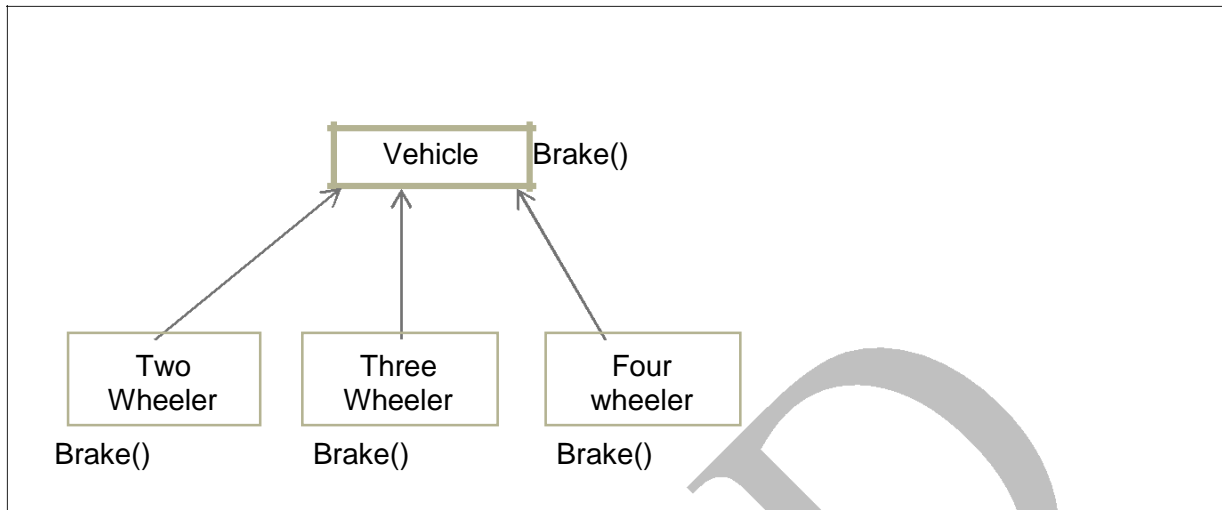 Vehicle
Brake()
Two
Wheeler
Three
Wheeler
Four
wheeler
Brake()
Brake()
Brake()